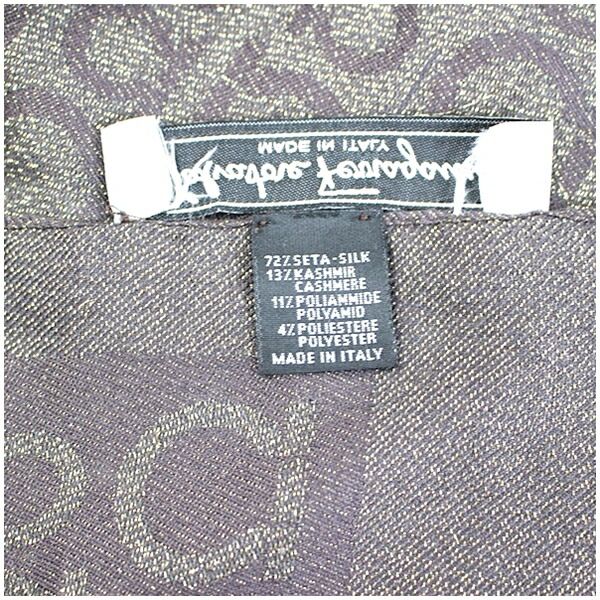 MADE IN ITALY
Salvatore Ferragamo
72% SETA-SILK
13% KASHMIR
CASHMERE
11% POLIAMMIDE
POLYAMID
4% POLIESTERE
POLYESTER
MADE IN ITALY